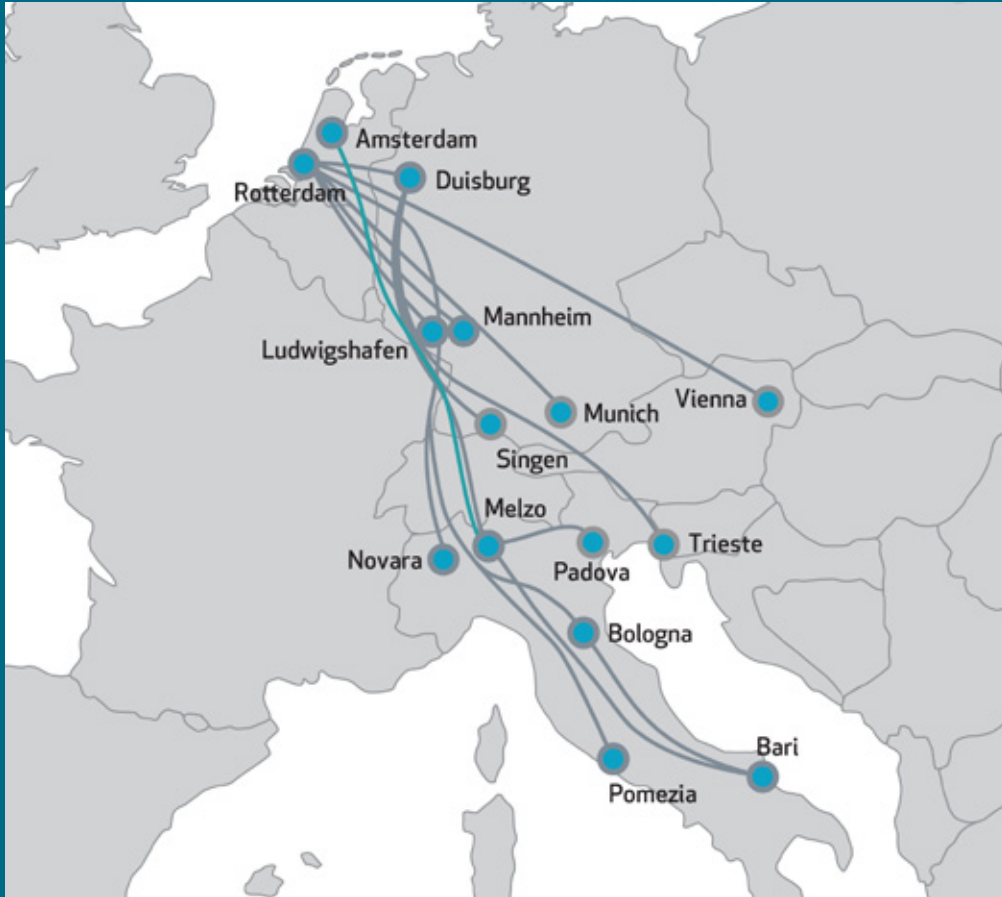 Amsterdam
Duisburg
Rotterdam
Mannheim
Ludwigshafen
Vienna
Munich
Singen
Melzo
Novara
Padova
Trieste
Bologna
Bari
Pomezia